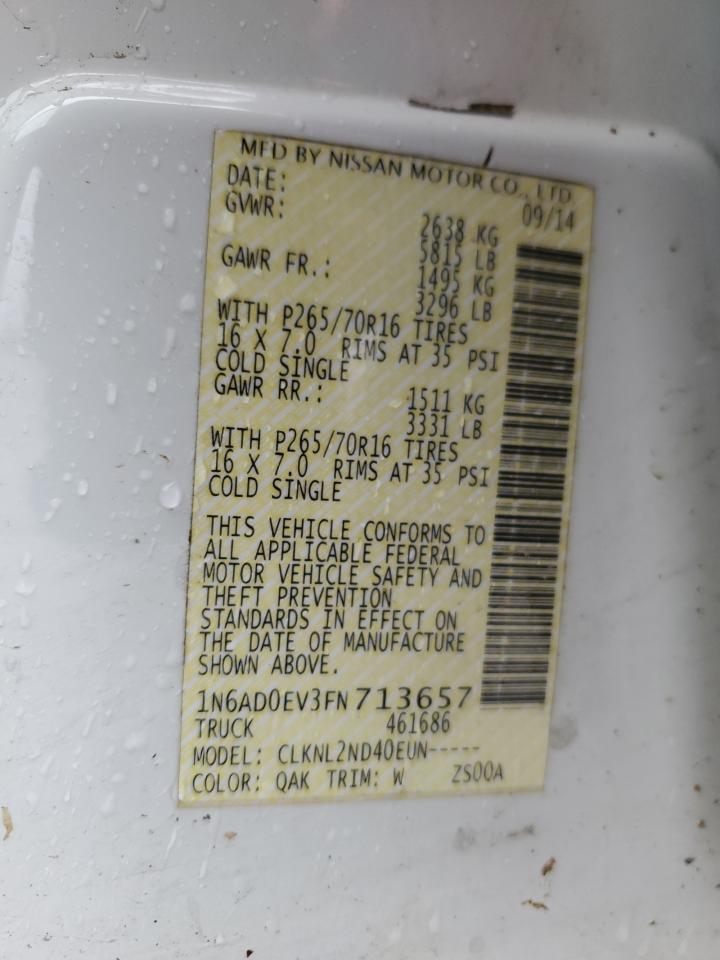 MFD BY NISSAN MOTOR CO., LTD.
DATE: 09/14
GVWR: 2638 KG
5815 LB
GAWR FR.: 1495 KG
3296 LB
WITH P265/70R16 TIRES
16 X 7.0 RIMS AT 35 PSI
COLD SINGLE
GAWR RR.: 1511 KG
3331 LB
WITH P265/70R16 TIRES
16 X 7.0 RIMS AT 35 PSI
COLD SINGLE
THIS VEHICLE CONFORMS TO
ALL APPLICABLE FEDERAL
MOTOR VEHICLE SAFETY AND
THEFT PREVENTION
STANDARDS IN EFFECT ON
THE DATE OF MANUFACTURE
SHOWN ABOVE.
1N6AD0EV3FN713657
TRUCK 461686
MODEL: CLKNL2ND40EUN-----
COLOR: QAK TRIM: W ZS00A